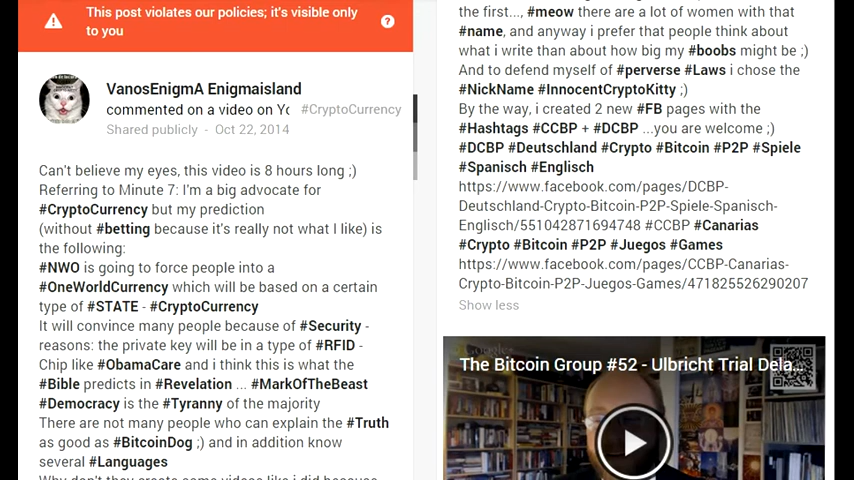 This post violates our policies; it's visible only
to you
VanosEnigmA Enigmaisland
commented on a video on Yo #CryptoCurrency
Shared publicly - Oct 22, 2014
Can't believe my eyes, this video is 8 hours long ;)
Referring to Minute 7: I'm a big advocate for
#CryptoCurrency but my prediction
(without #betting because it's really not what I like) is
the following:
#NWO is going to force people into a
#OneWorldCurrency which will be based on a certain
type of #STATE - #CryptoCurrency
It will convince many people because of #Security -
reasons: the private key will be in a type of #RFID -
Chip like #ObamaCare and i think this is what the
#Bible predicts in #Revelation ... #MarkOfTheBeast
#Democracy is the #Tyranny of the majority
There are not many people who can explain the #Truth
as good as #BitcoinDog ;) and in addition know
several #Languages
Why don't they create some videos like i did because
the first..., #meow there are a lot of women with that
#name, and anyway i prefer that people think about
what i write than about how big my #boobs might be ;)
And to defend myself of #perverse #Laws i chose the
#NickName #InnocentCryptoKitty ;)
By the way, i created 2 new #FB pages with the
#Hashtags #CCBP + #DCBP ...you are welcome ;)
#DCBP #Deutschland #Crypto #Bitcoin #P2P #Spiele
#Spanisch #Englisch
https://www.facebook.com/pages/DCBP-
Deutschland-Crypto-Bitcoin-P2P-Spiele-Spanisch-
Englisch/551042871694748 #CCBP #Canarias
#Crypto #Bitcoin #P2P #Juegos #Games
https://www.facebook.com/pages/CCBP-Canarias-
Crypto-Bitcoin-P2P-Juegos-Games/471825526290207
Show less
The Bitcoin Group #52 - Ulbricht Trial Dela...